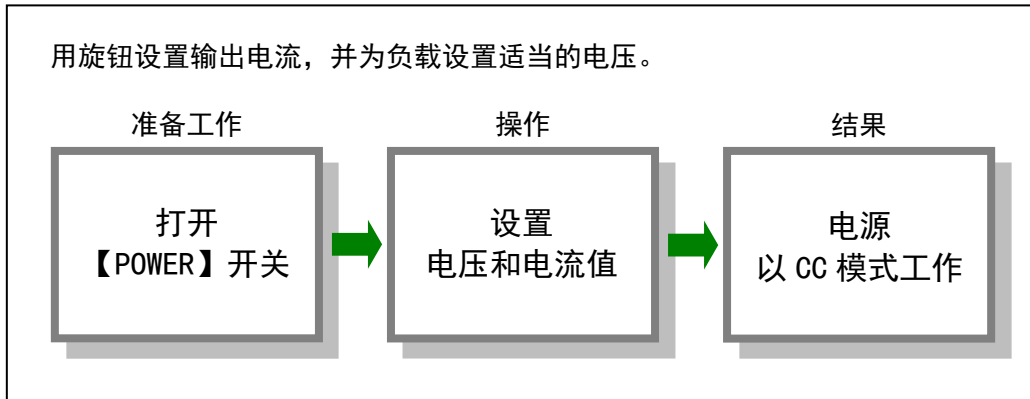 用旋钮设置输出电流，并为负载设置适当的电压。
准备工作
操作
结果
打开
【POWER】开关
设置
电压和电流值
电源
以 CC 模式工作